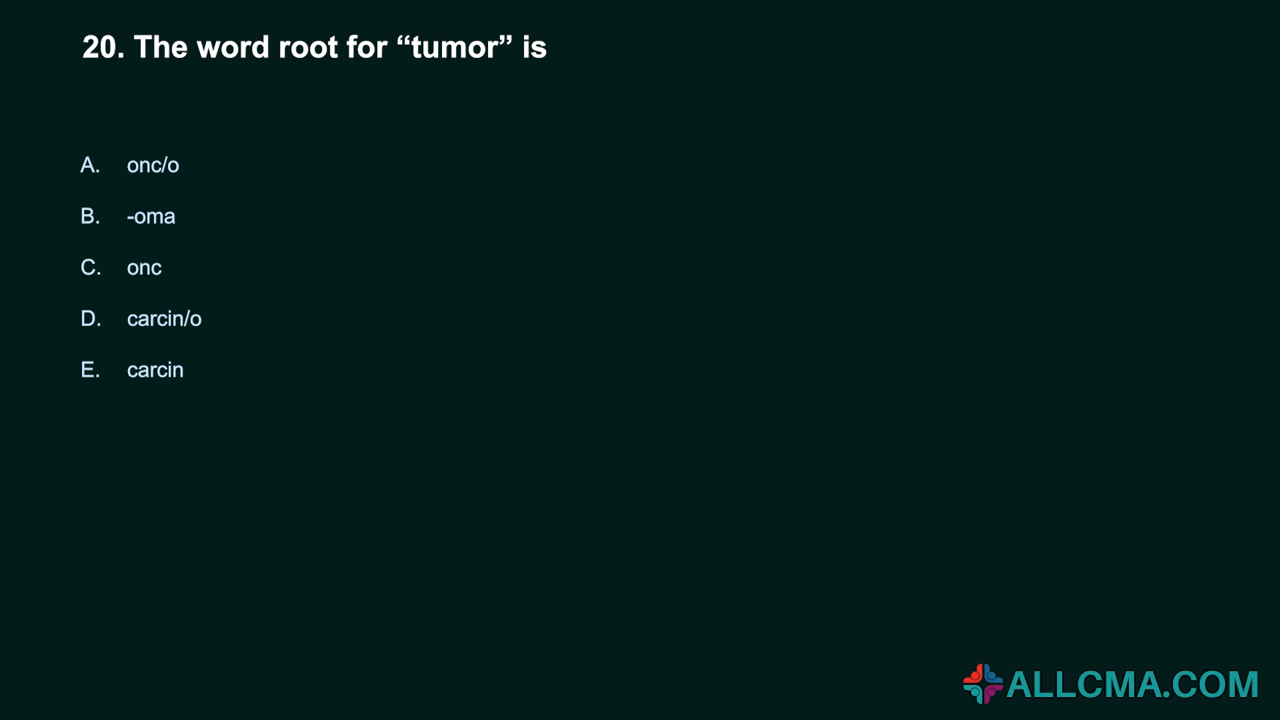 20. The word root for “tumor” is
A. onc/o
B. -oma
C. onc
D. carcin/o
E. carcin
ALLCMA.COM